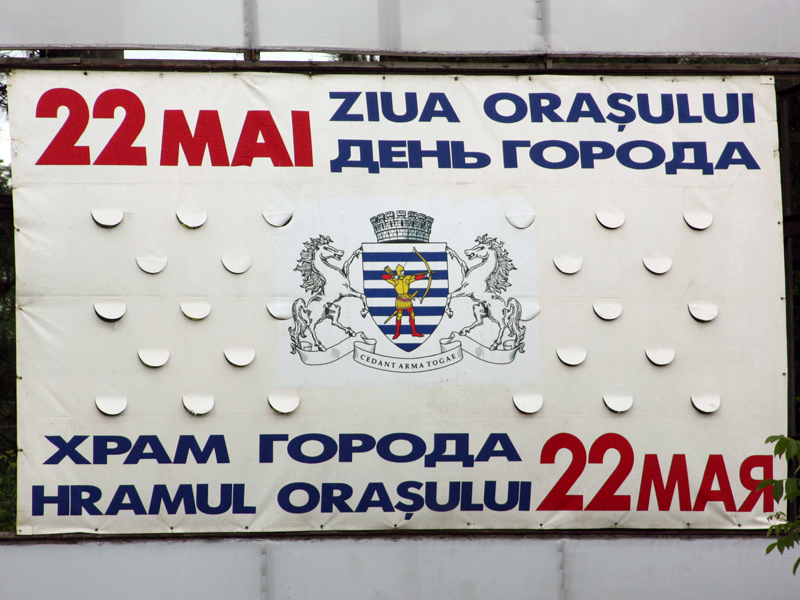 22 MAI ZIUA ORAȘULUI
ДЕНЬ ГОРОДА
CEDANT ARMA TOGAE
ХРАМ ГОРОДА
HRAMUL ORAȘULUI 22 МАЯ